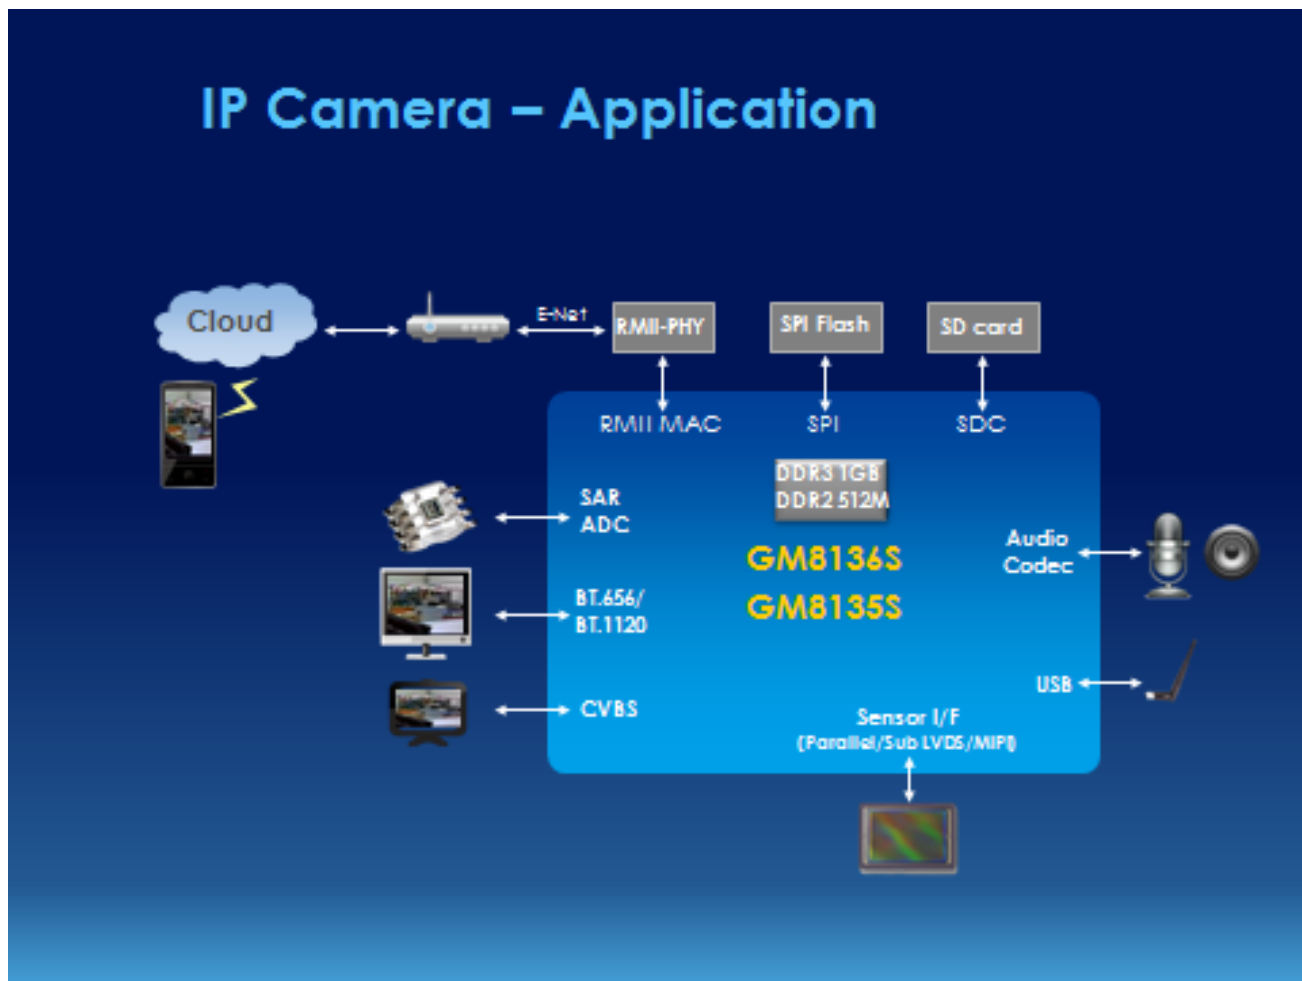 IP Camera – Application
Cloud
E-Net
RMII-PHY
SPI Flash
SD card
RMII MAC
SPI
SDC
DDR3 1GB
DDR2 512M
SAR
ADC
GM8136S
GM8135S
Audio
Codec
BT.656/
BT.1120
USB
CVBS
Sensor I/F
(Parallel/Sub LVDS/MIPI)